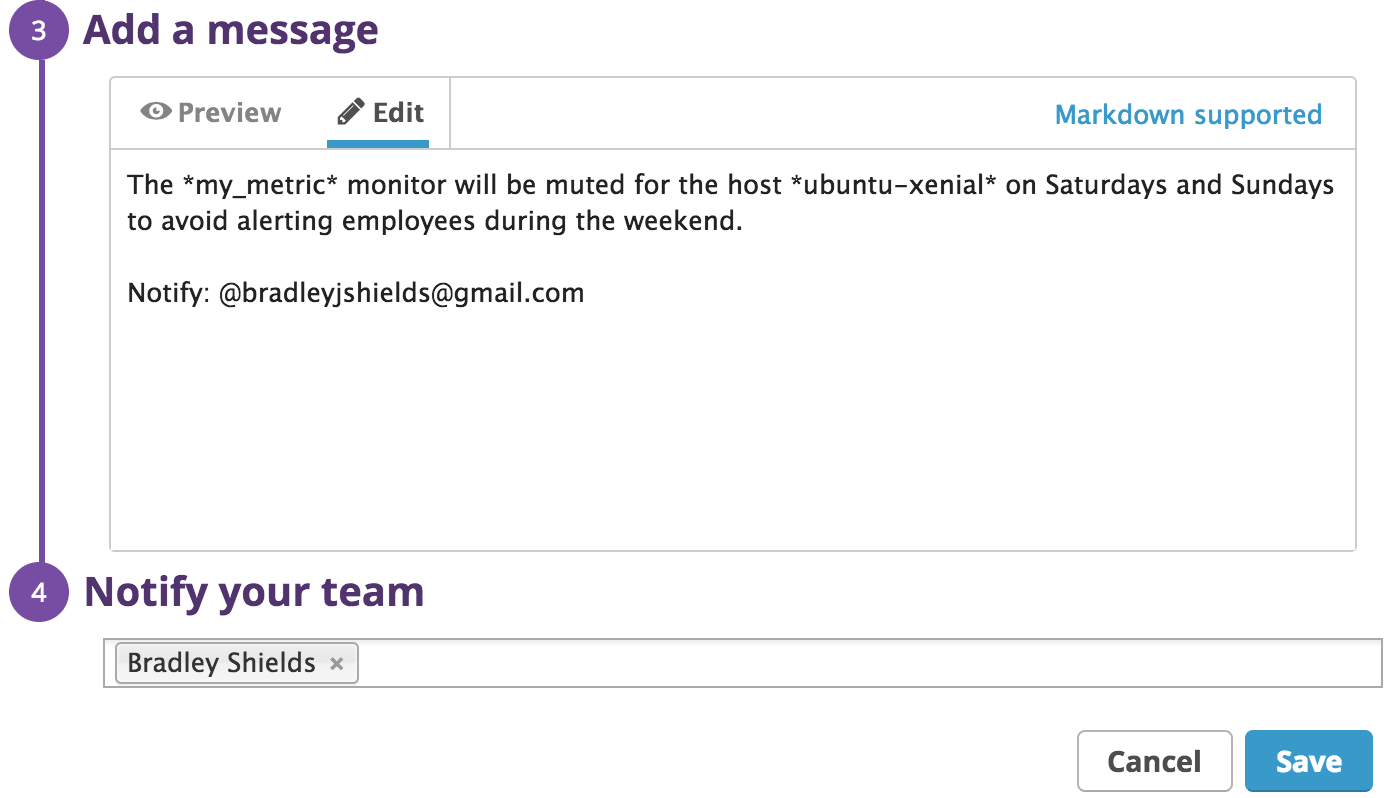 3 Add a message
Preview Edit Markdown supported
The *my_metric* monitor will be muted for the host *ubuntu-xenial* on Saturdays and Sundays
to avoid alerting employees during the weekend.
Notify: @bradleyjshields@gmail.com
4 Notify your team
Bradley Shields ×
Cancel Save